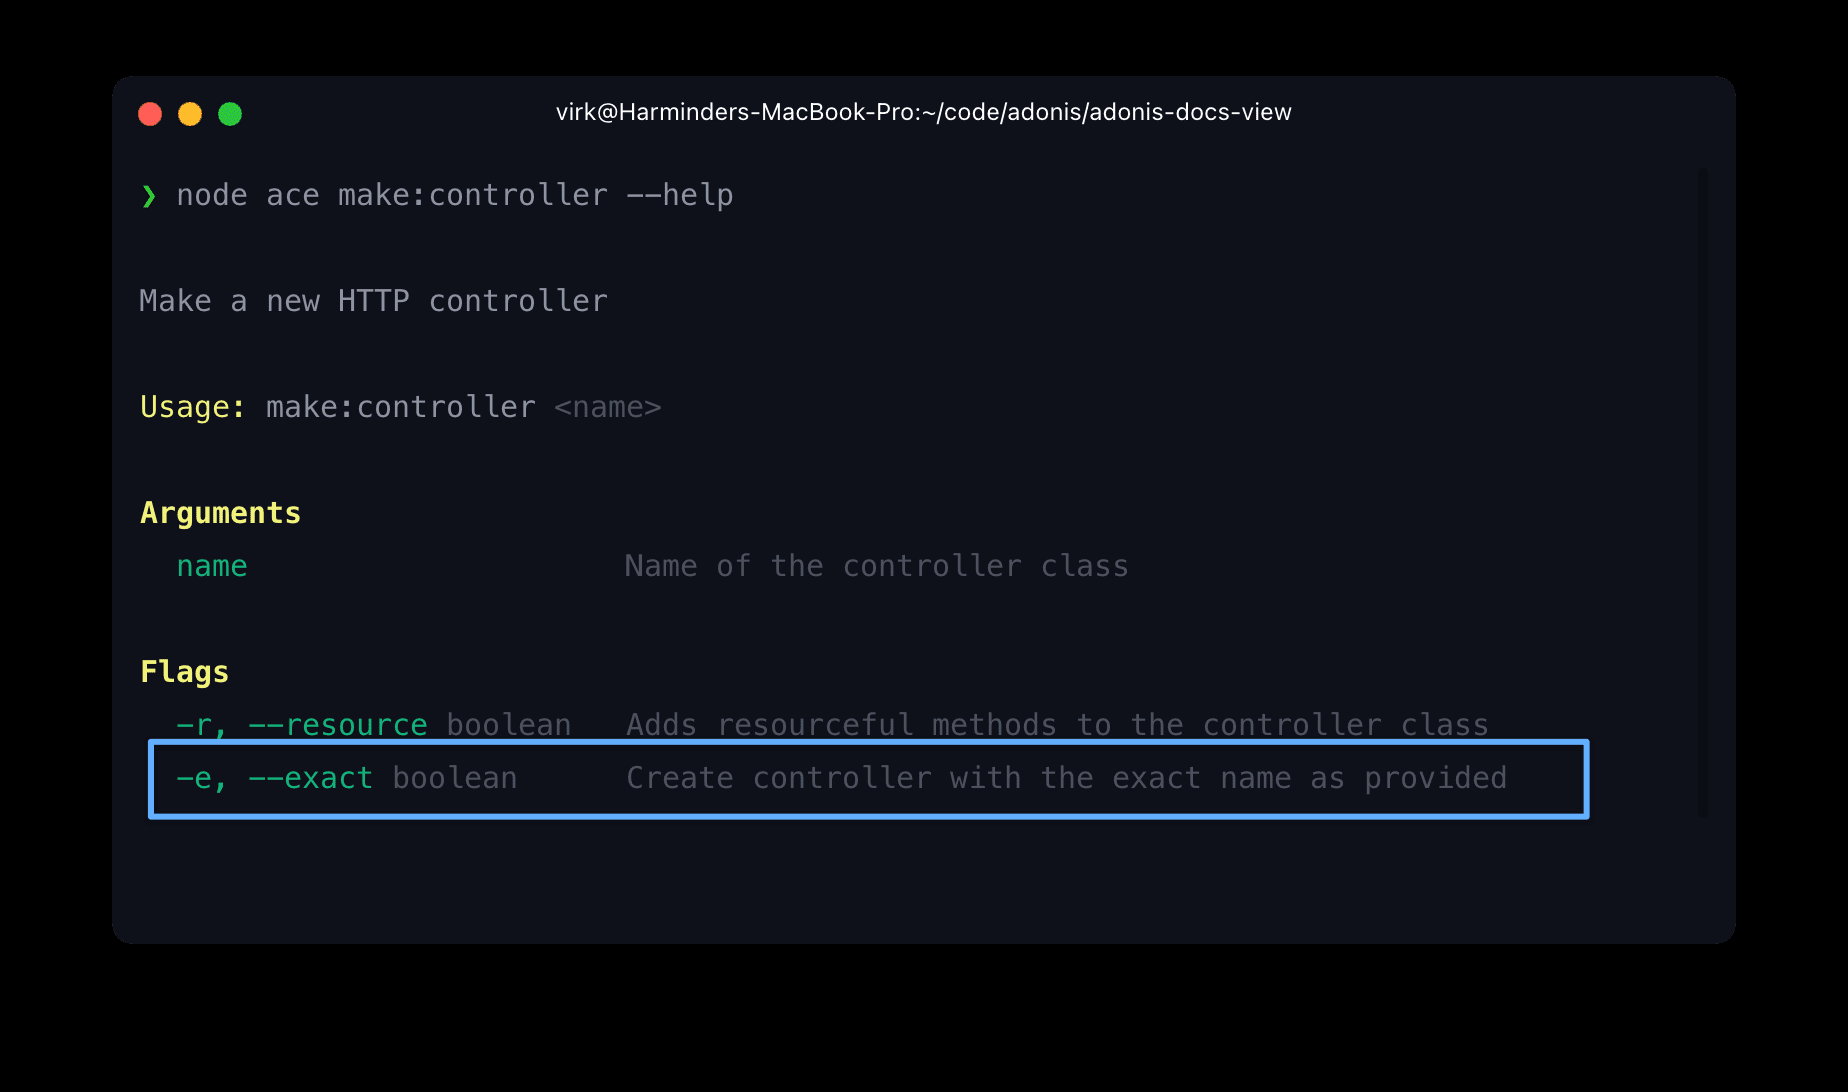 virk@Harminders-MacBook-Pro:~/code/adonis/adonis-docs-view
❯ node ace make:controller --help
Make a new HTTP controller
Usage: make:controller <name>
Arguments
name Name of the controller class
Flags
-r, --resource boolean Adds resourceful methods to the controller class
-e, --exact boolean Create controller with the exact name as provided